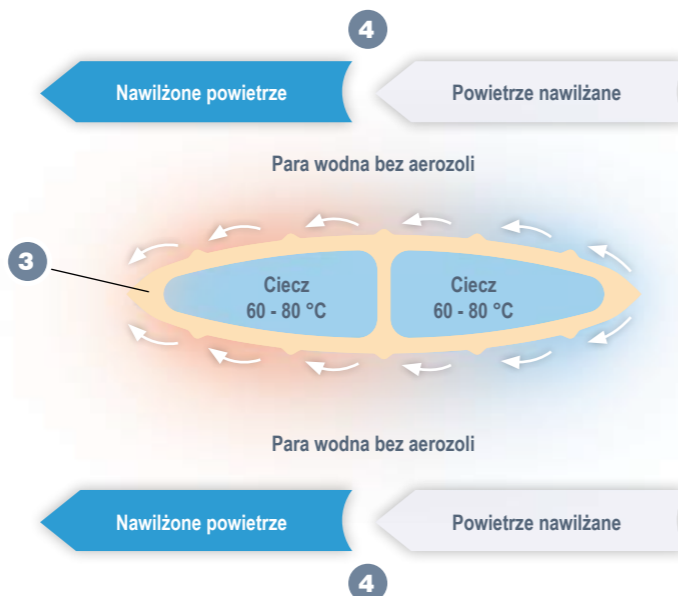 4
Nawilżone powietrze
Powietrze nawilżane
Para wodna bez aerozoli
3
Ciecz
60 - 80 °C
Ciecz
60 - 80 °C
Para wodna bez aerozoli
Nawilżone powietrze
Powietrze nawilżane
4